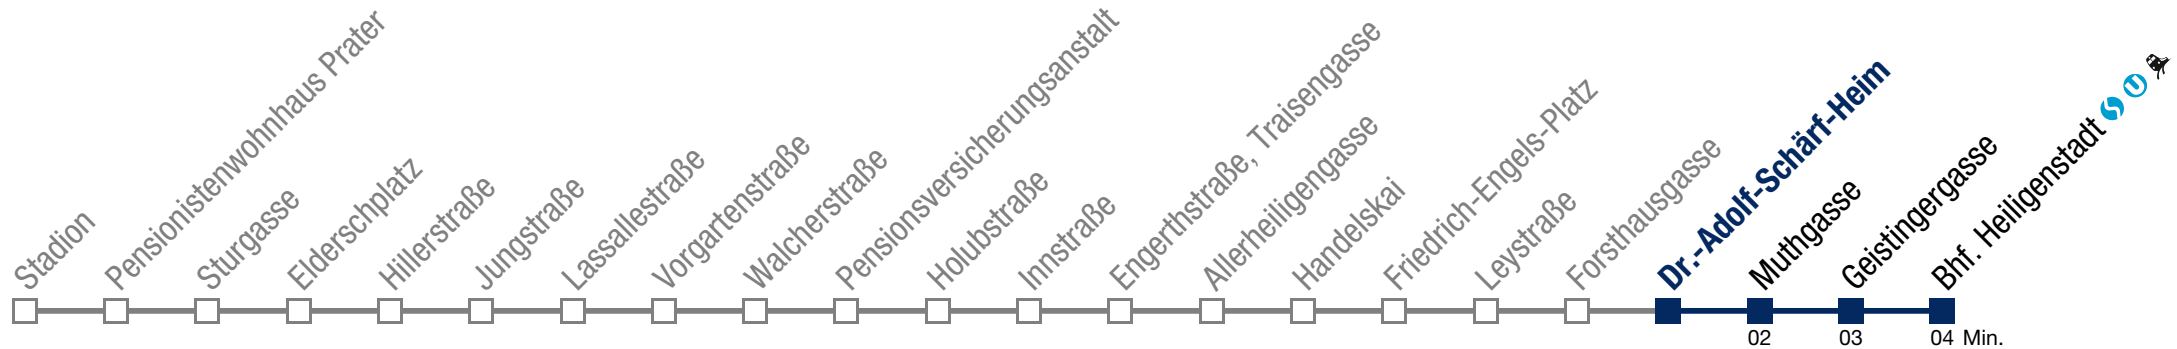 Stadion
Pensionistenwohnhaus Prater
Sturgasse
Elderschplatz
Hillerstraße
Jungstraße
Lassallestraße
Vorgartenstraße
Walcherstraße
Pensionsversicherungsanstalt
Holubstraße
Innstraße
Engerthstraße, Traisengasse
Allerheiligengasse
Handelskai
Friedrich-Engels-Platz
Leystraße
Forsthausgasse
Dr.-Adolf-Schärf-Heim
Muthgasse
Geistingergasse
Bhf. Heiligenstadt S U
02 03 04 Min.